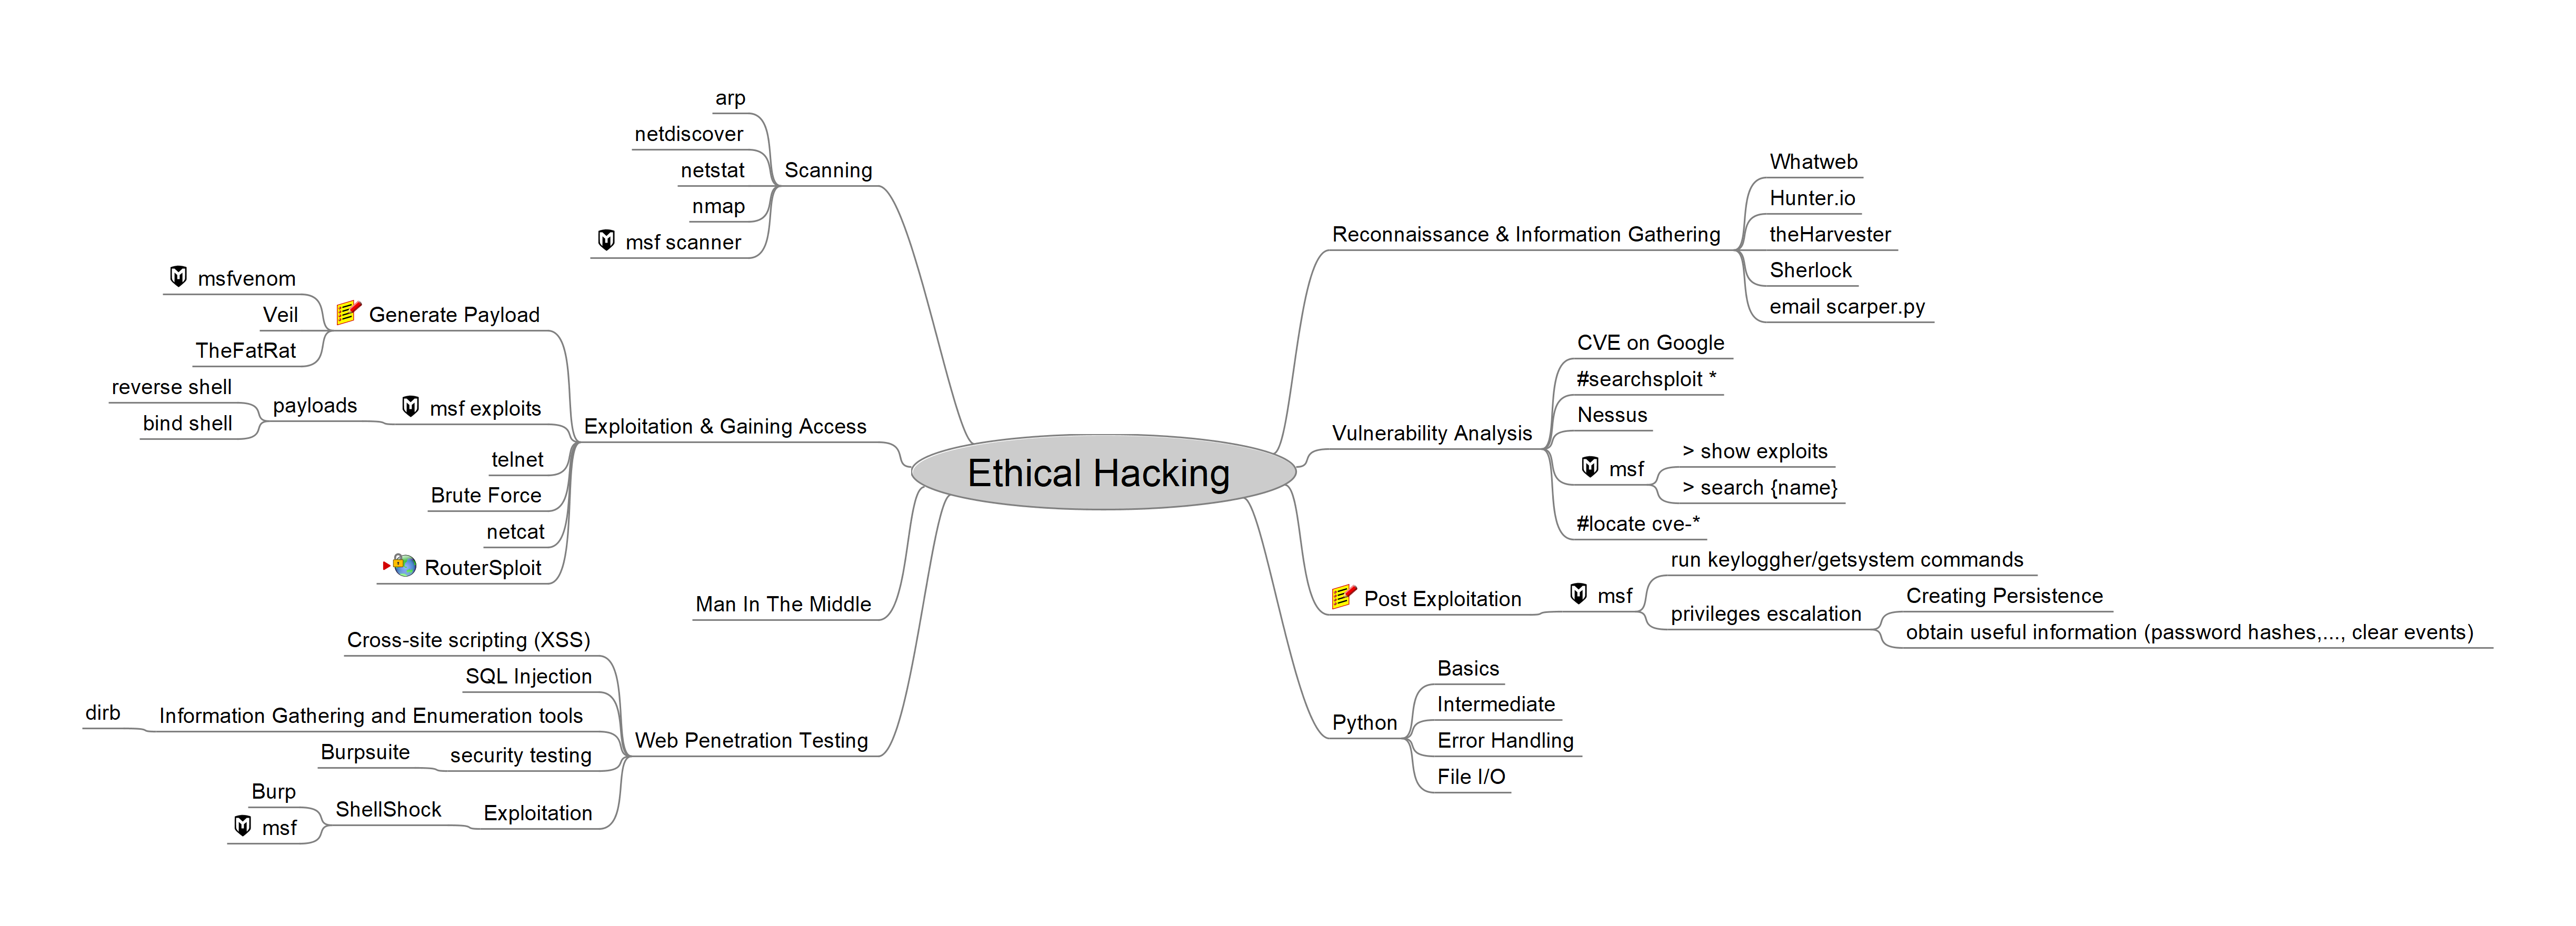 Ethical Hacking
Scanning
arp
netdiscover
netstat
nmap
msf scanner
Exploitation & Gaining Access
Generate Payload
msfvenom
Veil
TheFatRat
msf exploits
payloads
reverse shell
bind shell
telnet
Brute Force
netcat
RouterSploit
Man In The Middle
Web Penetration Testing
Cross-site scripting (XSS)
SQL Injection
Information Gathering and Enumeration tools
dirb
security testing
Burpsuite
Exploitation
ShellShock
Burp
msf
Reconnaissance & Information Gathering
Whatweb
Hunter.io
theHarvester
Sherlock
email scarper.py
Vulnerability Analysis
CVE on Google
#searchsploit *
Nessus
msf
> show exploits
> search {name}
#locate cve-*
Post Exploitation
msf
run keyloggher/getsystem commands
privileges escalation
Creating Persistence
obtain useful information (password hashes,..., clear events)
Python
Basics
Intermediate
Error Handling
File I/O